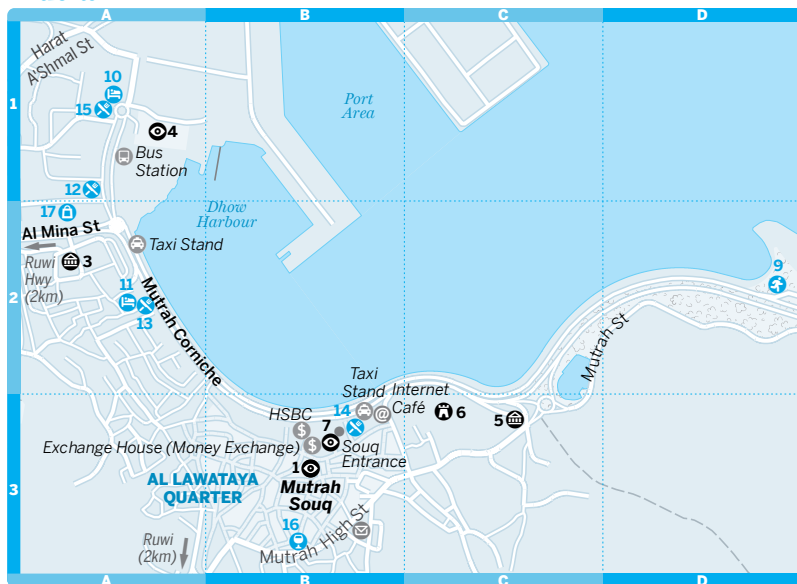 A
B
C
D
1
2
3
Harat
A'Shmal St
10
15
4
Bus
Station
Port
Area
12
17
Al Mina St
Dhow
Harbour
Taxi Stand
3
Ruwi
Hwy
(2km)
11
13
Mutrah Corniche
9
Mutrah St
Taxi
Stand
Internet
Café
HSBC
$
14
@
6
5
7
Exchange House (Money Exchange)
$
Souq
Entrance
1
AL LAWATAYA
QUARTER
Mutrah
Souq
16
Mutrah High St
Ruwi
(2km)
A
B
C
D